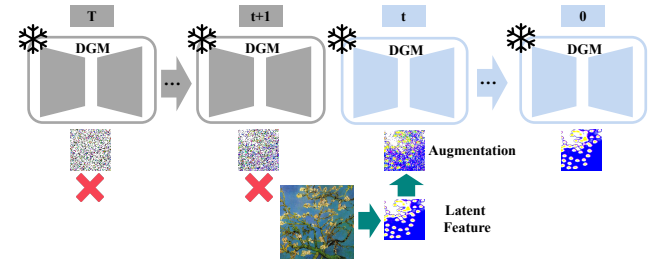 T
t+1
t
0
DGM
DGM
DGM
DGM
...
...
Augmentation
Latent
Feature